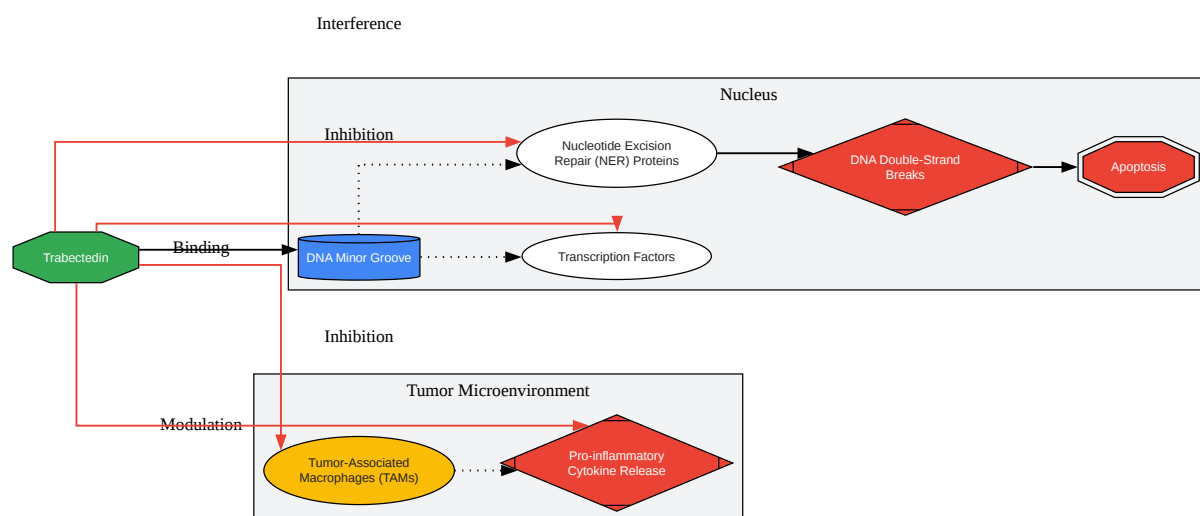 Interference
Nucleus
Inhibition
Nucleotide Excision
Repair (NER) Proteins
DNA Double-Strand
Breaks
Apoptosis
Trabectedin
Binding
DNA Minor Groove
Transcription Factors
Inhibition
Tumor Microenvironment
Modulation
Tumor-Associated
Macrophages (TAMs)
Pro-inflammatory
Cytokine Release